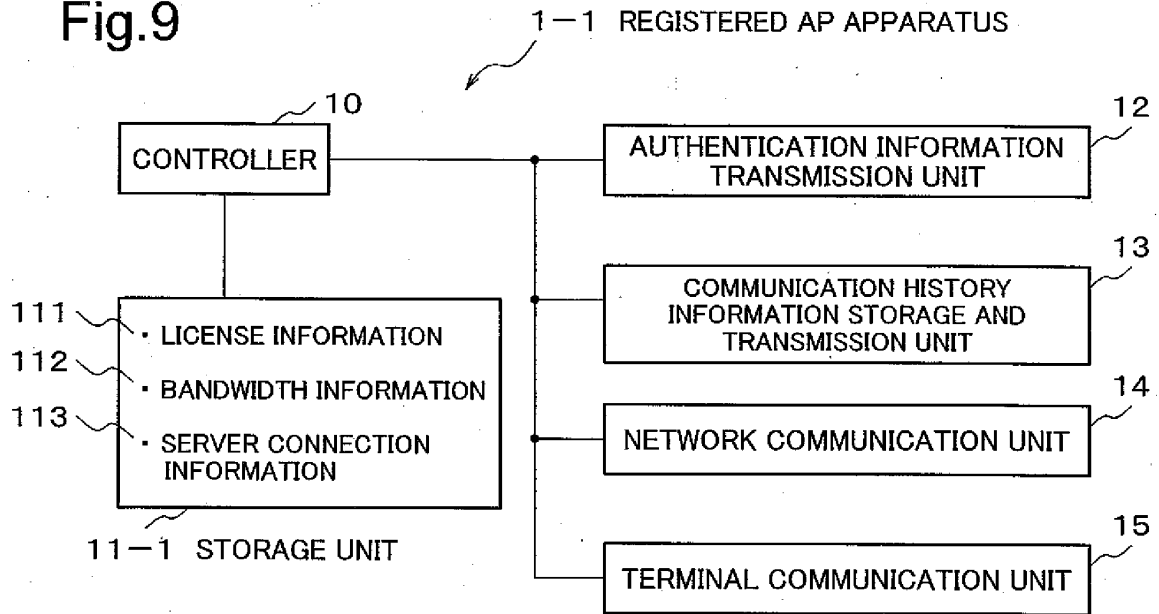 Fig.9
1-1 REGISTERED AP APPARATUS
10
CONTROLLER
111
· LICENSE INFORMATION
112
· BANDWIDTH INFORMATION
113
· SERVER CONNECTION
INFORMATION
11-1 STORAGE UNIT
12
AUTHENTICATION INFORMATION
TRANSMISSION UNIT
13
COMMUNICATION HISTORY
INFORMATION STORAGE AND
TRANSMISSION UNIT
14
NETWORK COMMUNICATION UNIT
15
TERMINAL COMMUNICATION UNIT